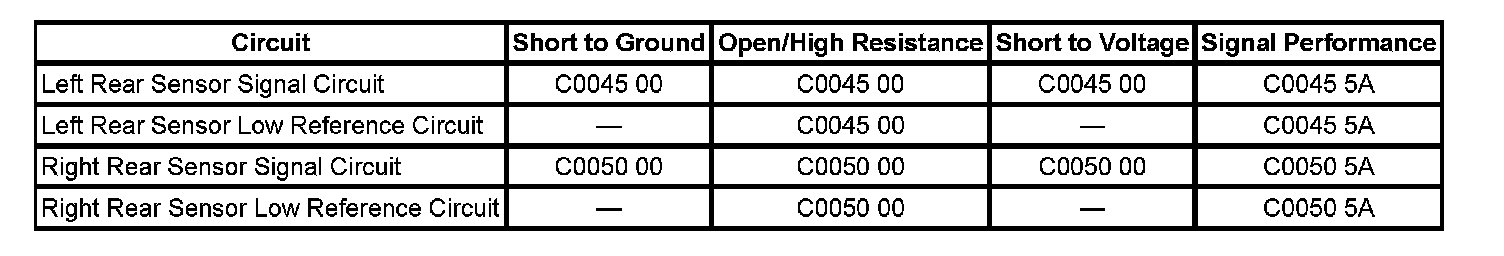 Circuit Short to Ground Open/High Resistance Short to Voltage Signal Performance
Left Rear Sensor Signal Circuit C0045 00 C0045 00 C0045 00 C0045 5A
Left Rear Sensor Low Reference Circuit — C0045 00 — C0045 5A
Right Rear Sensor Signal Circuit C0050 00 C0050 00 C0050 00 C0050 5A
Right Rear Sensor Low Reference Circuit — C0050 00 — C0050 5A